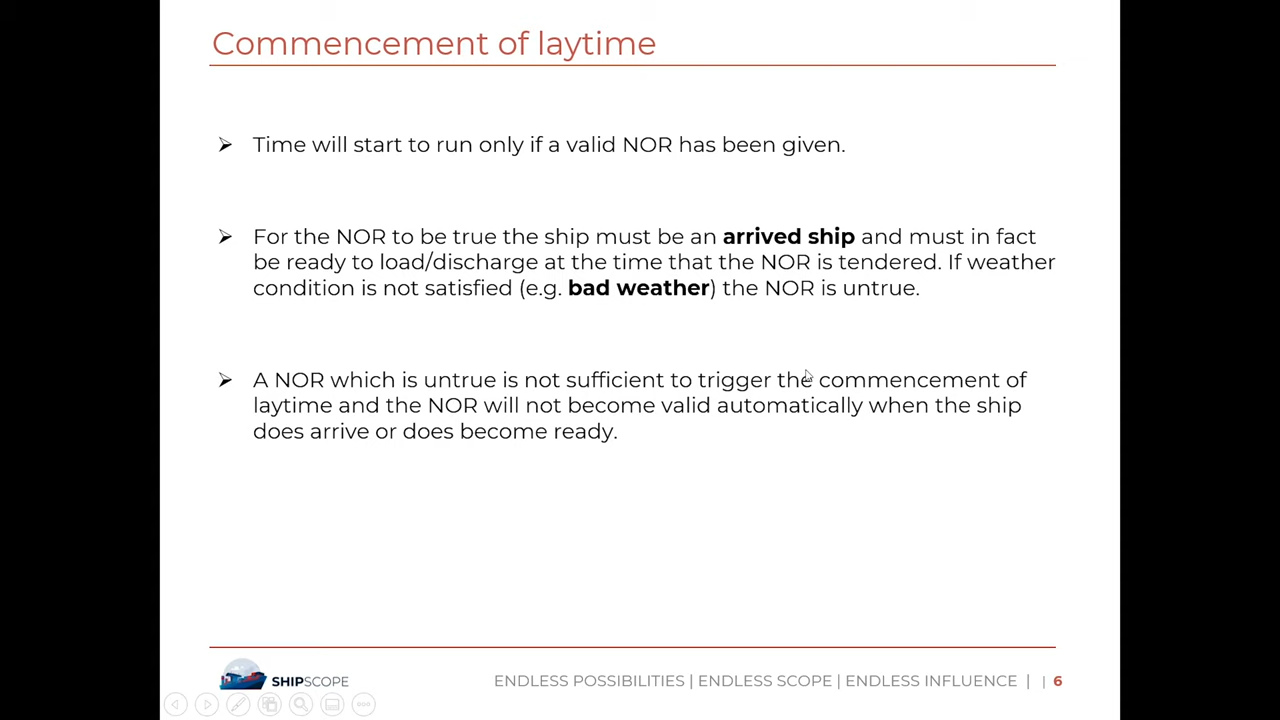 Commencement of laytime
Time will start to run only if a valid NOR has been given.
For the NOR to be true the ship must be an arrived ship and must in fact
be ready to load/discharge at the time that the NOR is tendered. If weather
condition is not satisfied (e.g. bad weather) the NOR is untrue.
A NOR which is untrue is not sufficient to trigger the commencement of
laytime and the NOR will not become valid automatically when the ship
does arrive or does become ready.
SHIPSCOPE
ENDLESS POSSIBILITIES | ENDLESS SCOPE | ENDLESS INFLUENCE | | 6